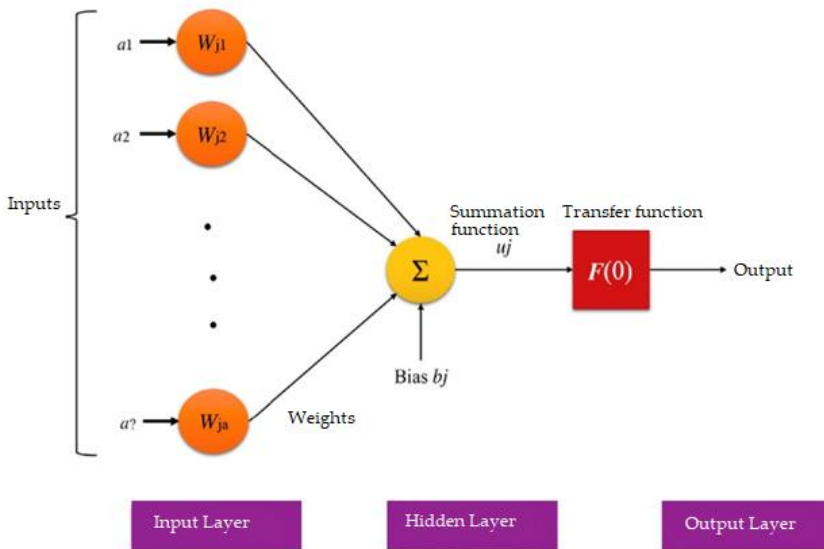 a1
Wj1
a2
Wj2
Inputs
Summation function
uj
Transfer function
Σ
F(0)
Output
Bias bj
a?
Wja
Weights
Input Layer
Hidden Layer
Output Layer